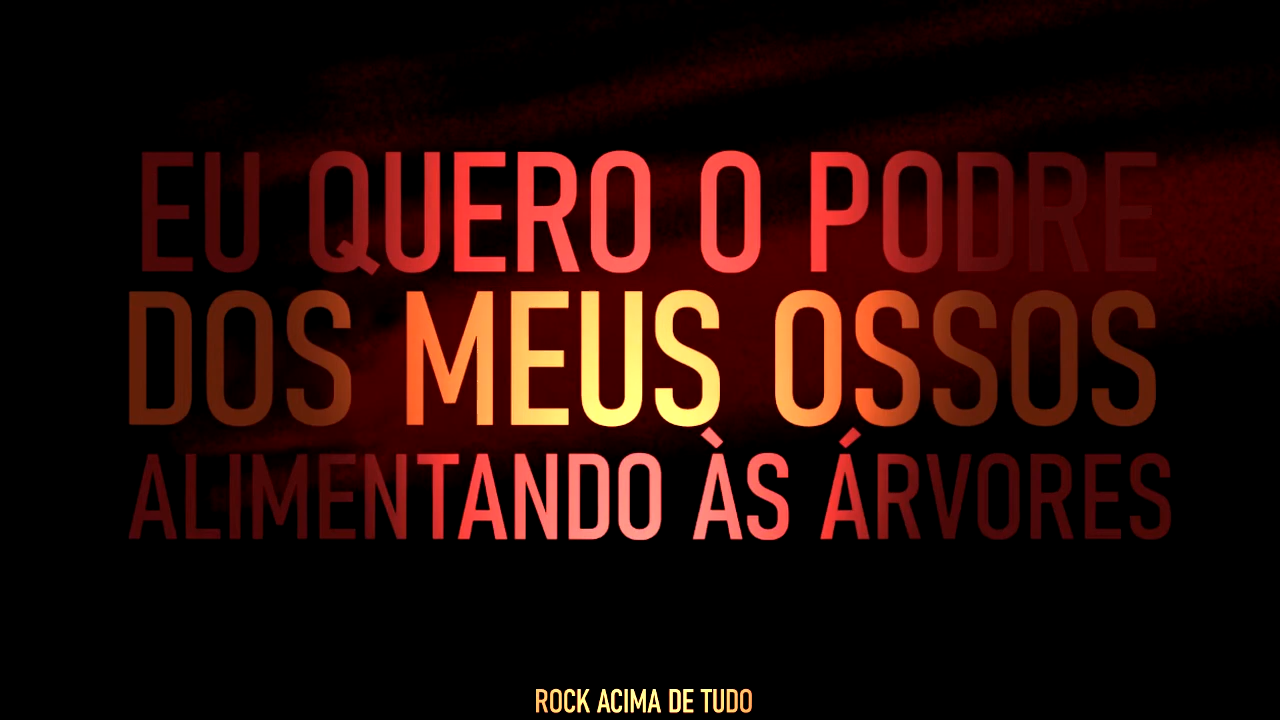 EU QUERO O PODRE
DOS MEUS OSSOS
ALIMENTANDO ÀS ÁRVORES
ROCK ACIMA DE TUDO